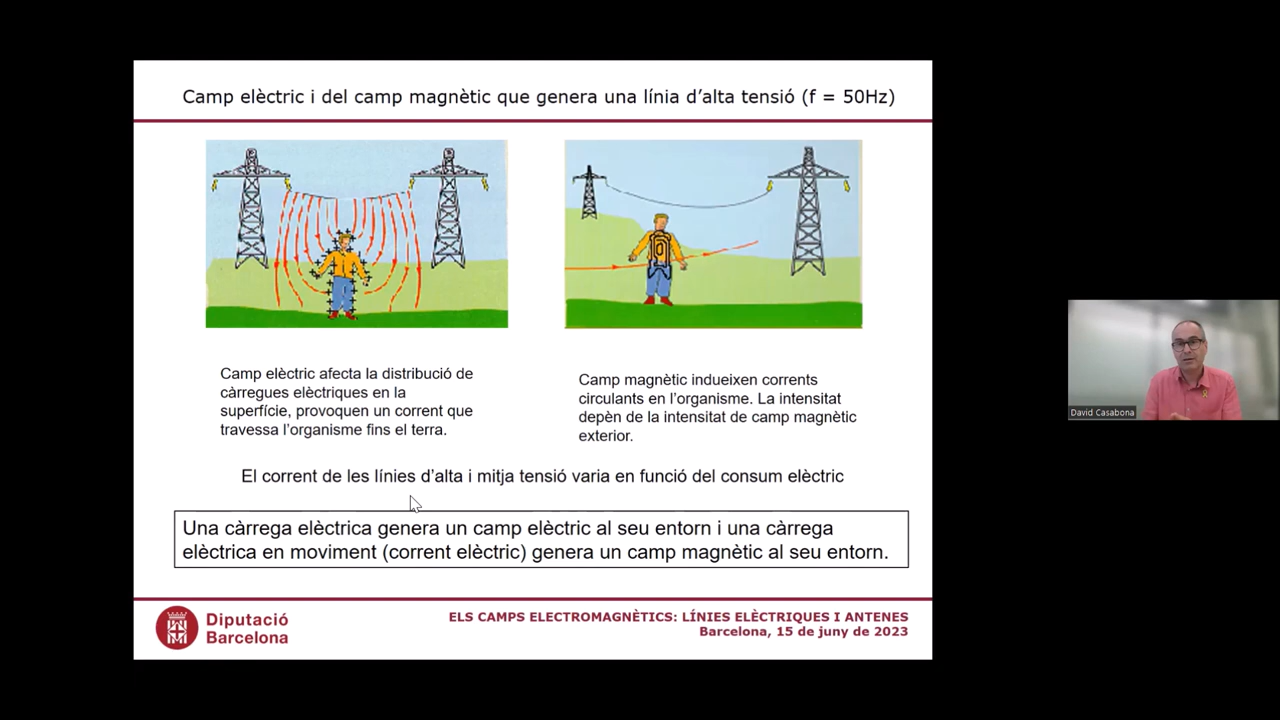 Camp elèctric i del camp magnètic que genera una línia d'alta tensió (f = 50Hz)
Camp elèctric afecta la distribució de
càrregues elèctriques en la
superfície, provoquen un corrent que
travessa l'organisme fins el terra.
Camp magnètic indueixen corrents
circulants en l'organisme. La intensitat
depèn de la intensitat de camp magnètic
exterior.
El corrent de les línies d'alta i mitja tensió varia en funció del consum elèctric
Una càrrega elèctrica genera un camp elèctric al seu entorn i una càrrega
elèctrica en moviment (corrent elèctric) genera un camp magnètic al seu entorn.
Diputació
Barcelona
ELS CAMPS ELECTROMAGNÈTICS: LÍNIES ELÈCTRIQUES I ANTENES
Barcelona, 15 de juny de 2023
David Casabona